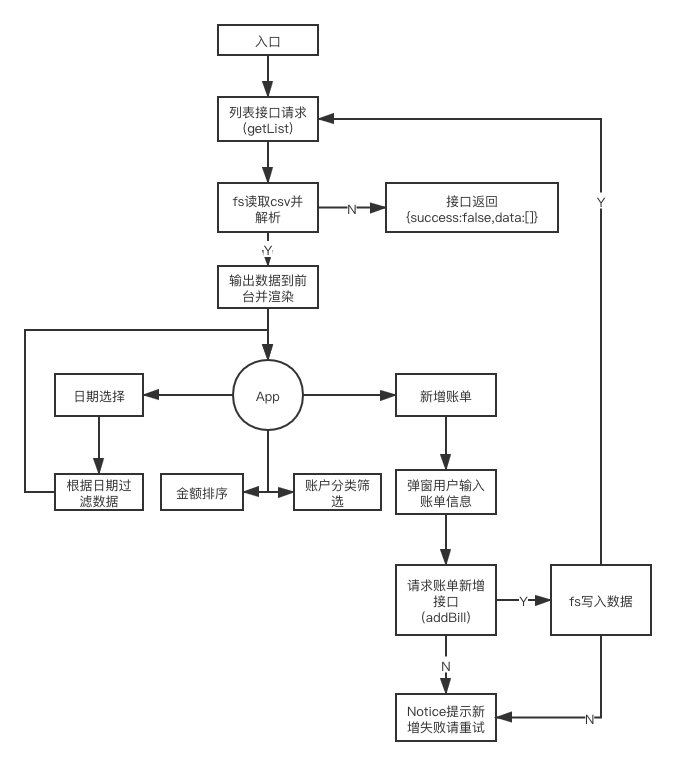 入口
列表接口请求
(getList)
Y
fs读取csv并
解析
N
接口返回
{success:false,data:[]}
Y
输出数据到前
台并渲染
日期选择
App
新增账单
根据日期过
滤数据
金额排序
账户分类筛
选
弹窗用户输入
账单信息
请求账单新增
接口
(addBill)
Y
fs写入数据
N
Notice提示新
增失败请重试
N